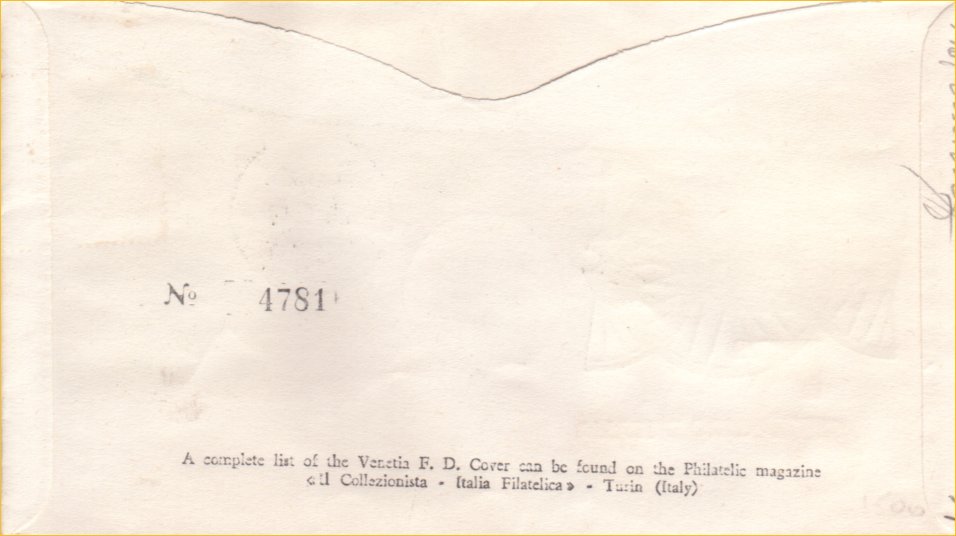 № 4781
A complete list of the Venetia F. D. Cover can be found on the Philatelic magazine
«Il Collezionista - Italia Filatelica» - Turin (Italy)
1500